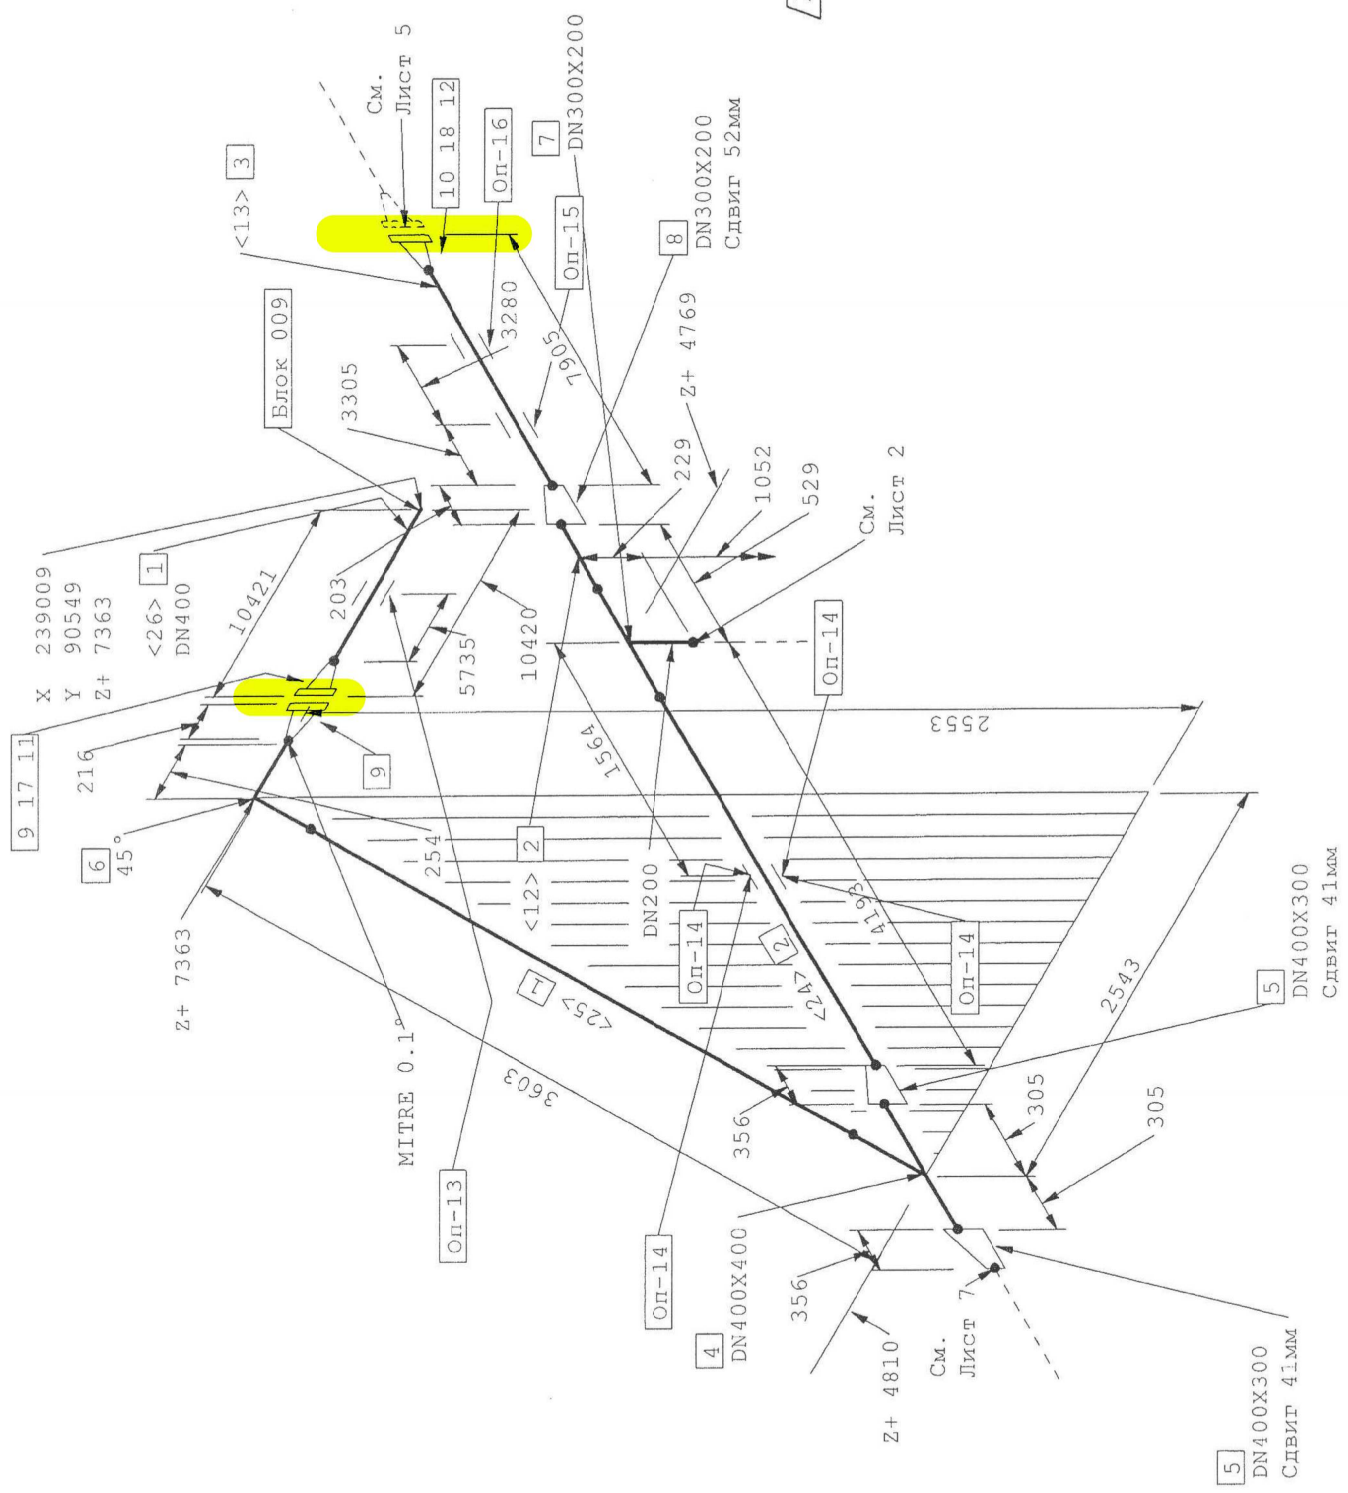 X 239009
Y 90549
Z+ 7363
<26> 1
DN400
9 17 11
216
6
45°
Z+ 7363
10421
203
Блок 009
3305
<13> 3
См.
Лист 5
10 18 12
Оп-16
3280
7905
Оп-15
7
DN300X200
8
DN300X200
Сдвиг 52мм
Z+ 4769
229
1052
529
См.
Лист 2
5735
10420
9
254
<12> 2
DN200
1564
Оп-14
Оп-14
2553
1
<25>
3603
MITRE 0.1°
Оп-13
2
<24>
4193
Оп-14
2543
5
DN400X300
Сдвиг 41мм
356
305
305
Оп-14
4
DN400X400
356
Z+ 4810
См.
Лист 7
5
DN400X300
Сдвиг 41мм